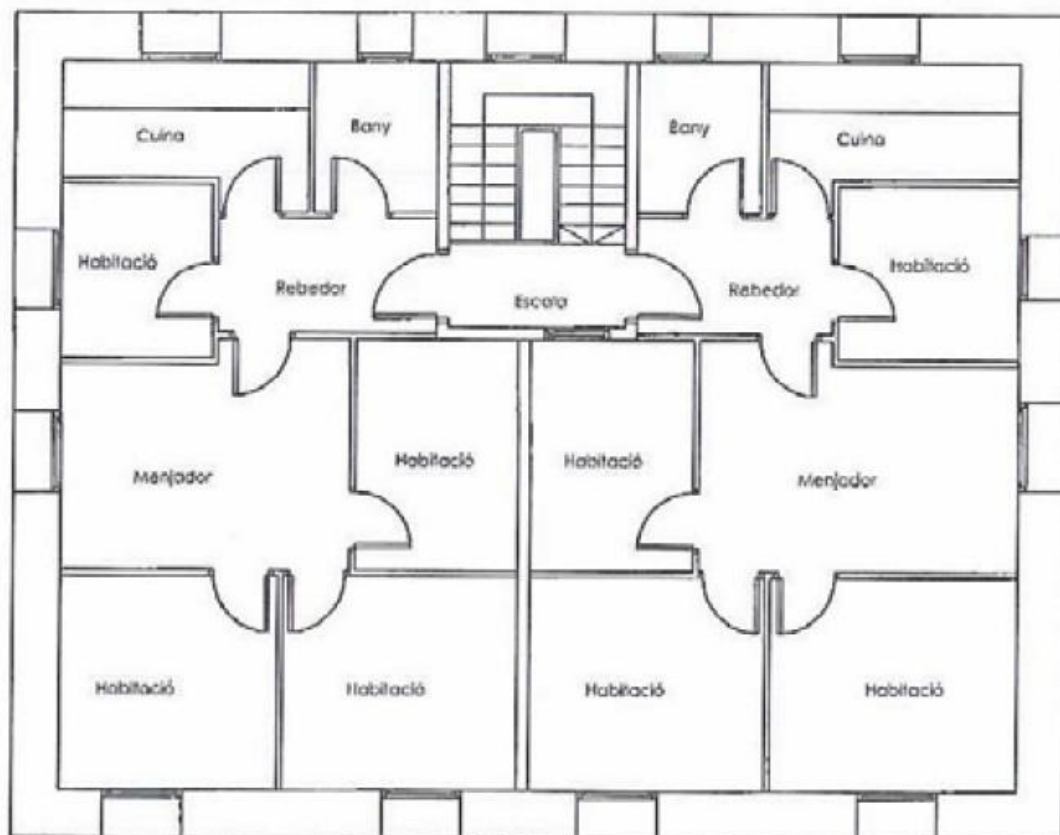 Cuina
Bany
Bany
Cuina
Habitació
Rebedor
Escala
Rebedor
Habitació
Menjador
Habitació
Habitació
Menjador
Habitació
Habitació
Habitació
Habitació